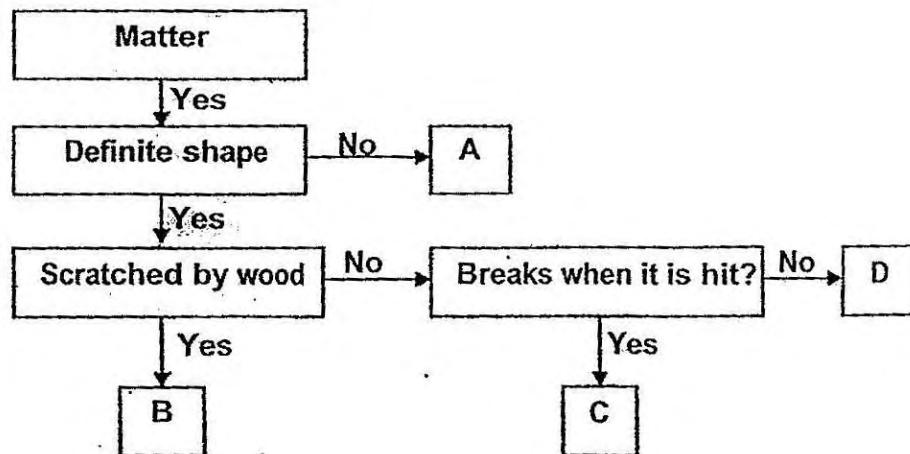 Matter
Yes
Definite shape
No
A
Yes
Scratched by wood
No
Breaks when it is hit?
No
D
Yes
Yes
B
C